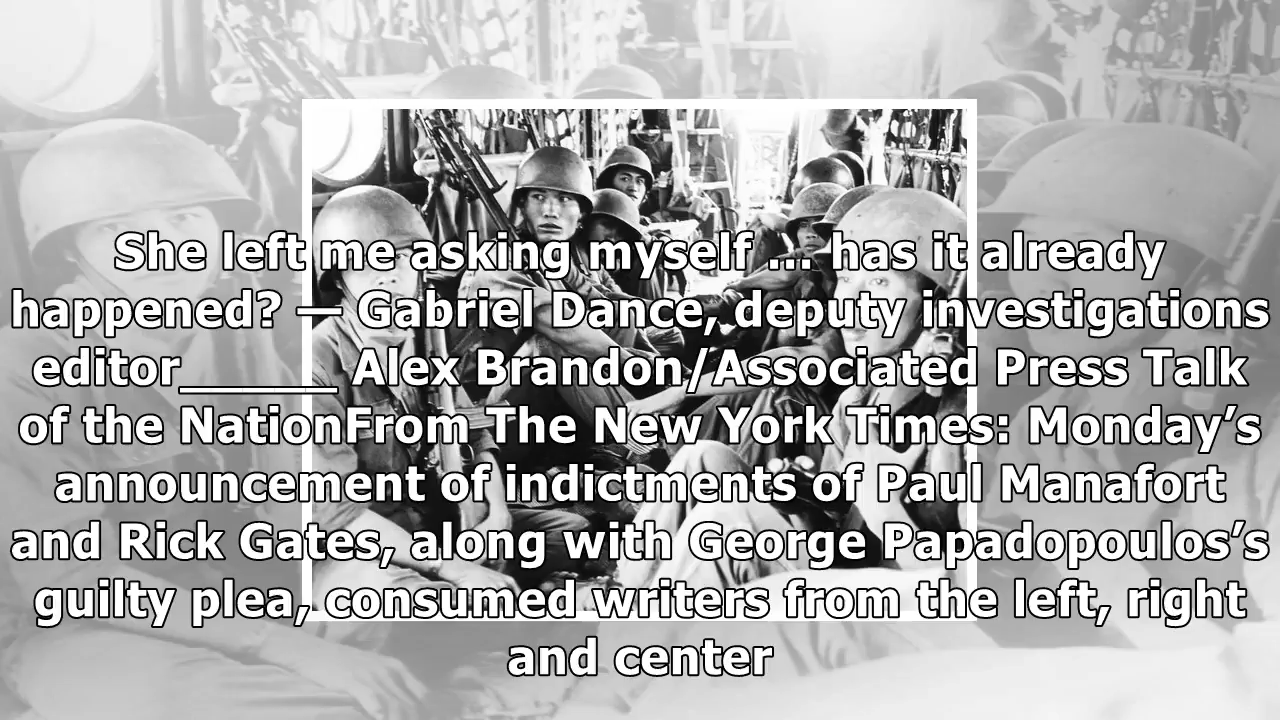 She left me asking myself ... has it already
happened? — Gabriel Dance, deputy investigations
editor______ Alex Brandon/Associated Press Talk
of the NationFrom The New York Times: Monday’s
announcement of indictments of Paul Manafort
and Rick Gates, along with George Papadopoulos’s
guilty plea, consumed writers from the left, right
and center